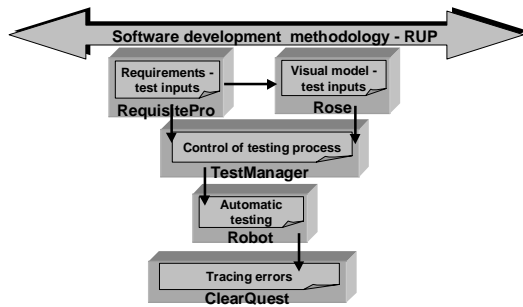 Software development methodology - RUP
Requirements -
test inputs
RequisitePro
Visual model -
test inputs
Rose
Control of testing process
TestManager
Automatic
testing
Robot
Tracing errors
ClearQuest